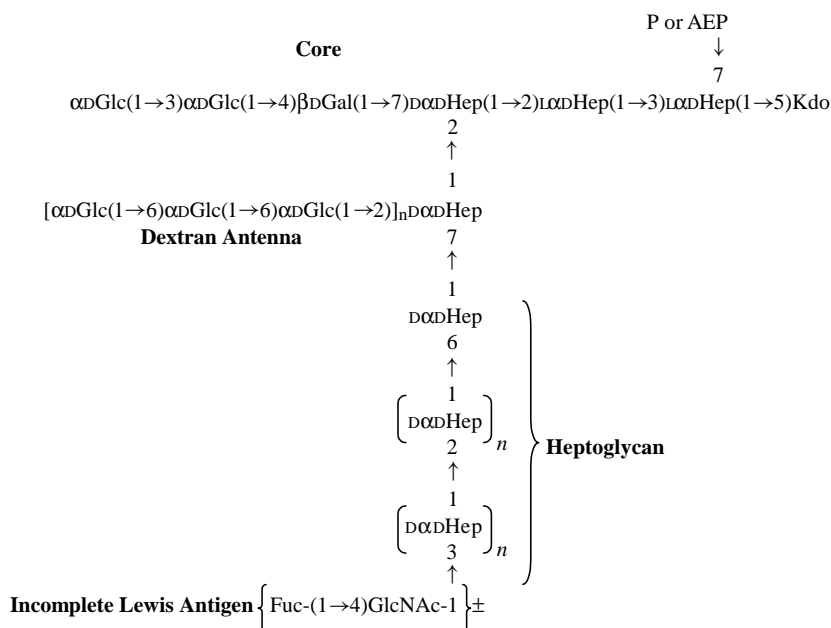 P or AEP
Core
↓
7
αDGlc(1→3)αDGlc(1→4)βDGal(1→7)DαDHep(1→2)LαDHep(1→3)LαDHep(1→5)Kdo
2
↑
1
[αDGlc(1→6)αDGlc(1→6)αDGlc(1→2)]nDαDHep
Dextran Antenna
7
↑
1
DαDHep
6
↑
1
[DαDHep]n
2
Heptoglycan
↑
1
[DαDHep]n
3
↑
Incomplete Lewis Antigen {Fuc-(1→4)GlcNAc-1}±